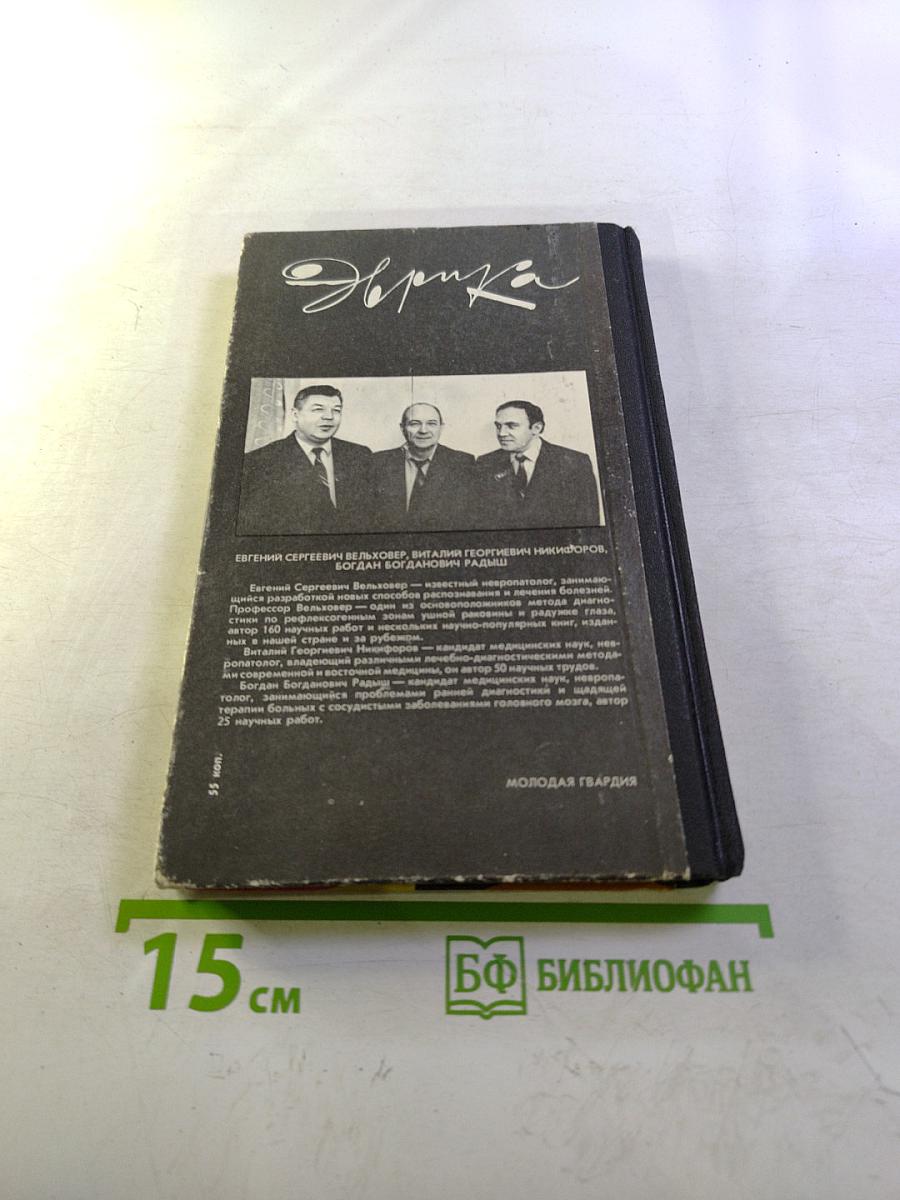 Эврика
ЕВГЕНИЙ СЕРГЕЕВИЧ ВЕЛЬХОВЕР, ВИТАЛИЙ ГЕОРГИЕВИЧ НИКИФОРОВ,
БОГДАН БОГДАНОВИЧ РАДЫШ
Евгений Сергеевич Вельховер — известный невропатолог, занимаю-
щийся разработкой новых способов распознавания и лечения болезней.
Профессор Вельховер — один из основоположников метода диагно-
стики по рефлексогенным зонам ушной раковины и радужке глаза,
автор 160 научных работ и нескольких научно-популярных книг, издан-
ных в нашей стране и за рубежом.
Виталий Георгиевич Никифоров — кандидат медицинских наук, нев-
ропатолог, владеющий различными лечебно-диагностическими метода-
ми современной и восточной медицины, он автор 50 научных трудов.
Богдан Богданович Радыш — кандидат медицинских наук, невропа-
толог, занимающийся проблемами ранней диагностики и щадящей
терапии больных с сосудистыми заболеваниями головного мозга, автор
25 научных работ.
55 коп.
МОЛОДАЯ ГВАРДИЯ
15 см
БФ БИБЛИОФАН